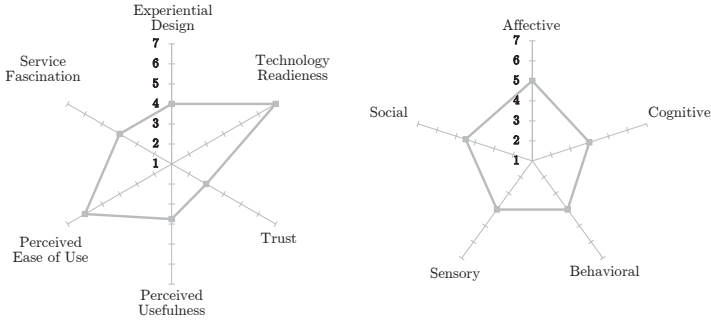 Experiential
Design
7
6
5
4
3
2
1
Service
Fascination
Technology
Readieness
Perceived
Ease of Use
Trust
Perceived
Usefulness
Affective
7
6
5
4
3
2
1
Social
Cognitive
Sensory
Behavioral